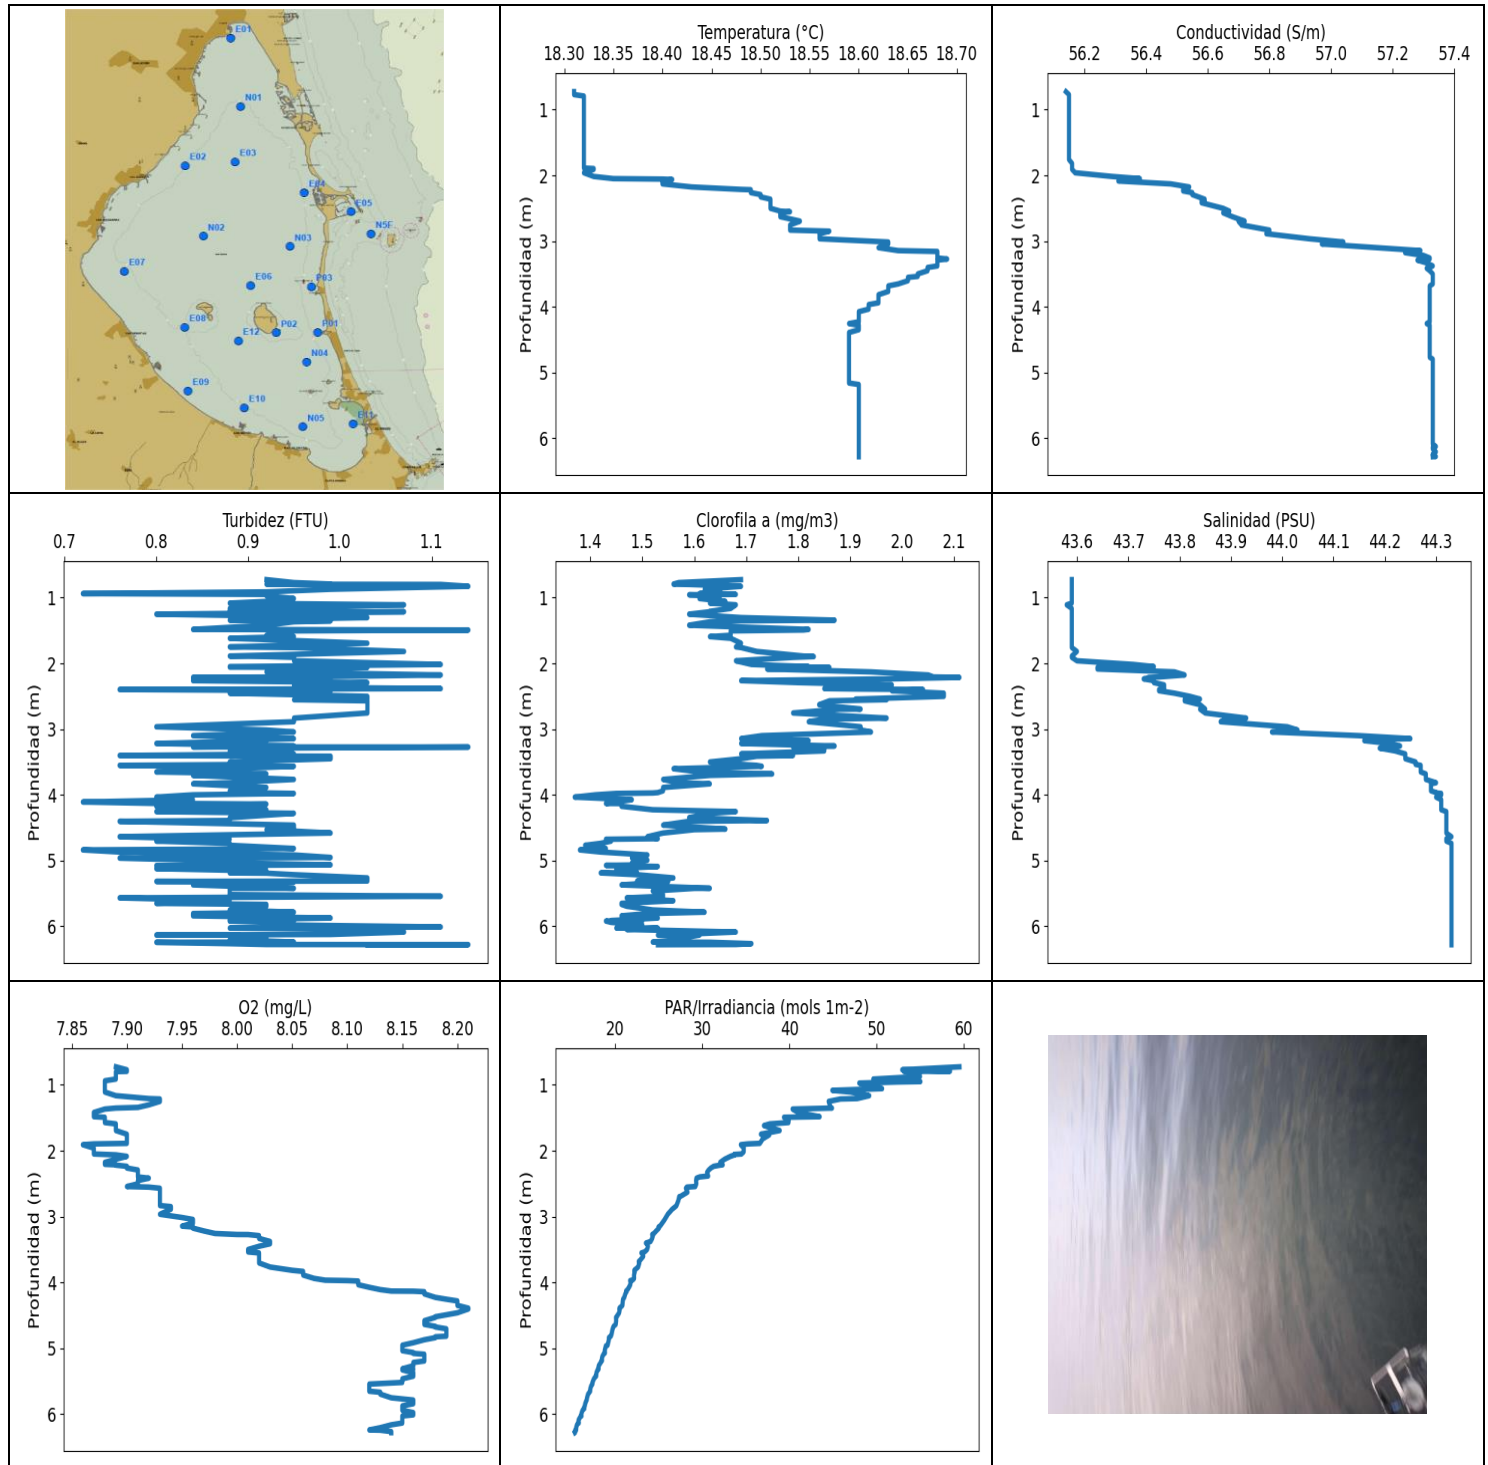 E01
N01
E02
E03
E04
E05
N5F
N02
N03
E07
E06
P03
E08
E12
P02
P01
N04
E09
E10
N05
E11
Temperatura (°C)
18.30 18.35 18.40 18.45 18.50 18.55 18.60 18.65 18.70
Profundidad (m)
1
2
3
4
5
6
Conductividad (S/m)
56.2 56.4 56.6 56.8 57.0 57.2 57.4
Profundidad (m)
1
2
3
4
5
6
Turbidez (FTU)
0.7 0.8 0.9 1.0 1.1
Profundidad (m)
1
2
3
4
5
6
Clorofila a (mg/m3)
1.4 1.5 1.6 1.7 1.8 1.9 2.0 2.1
Profundidad (m)
1
2
3
4
5
6
Salinidad (PSU)
43.6 43.7 43.8 43.9 44.0 44.1 44.2 44.3
Profundidad (m)
1
2
3
4
5
6
O2 (mg/L)
7.85 7.90 7.95 8.00 8.05 8.10 8.15 8.20
Profundidad (m)
1
2
3
4
5
6
PAR/Irradiancia (mols 1m-2)
20 30 40 50 60
Profundidad (m)
1
2
3
4
5
6